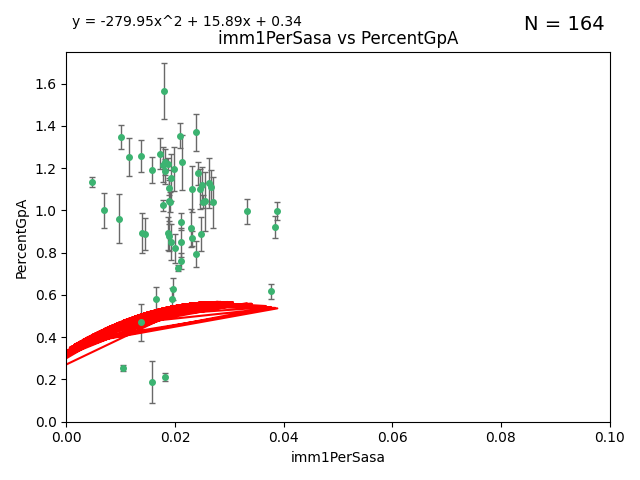 y = -279.95x^2 + 15.89x + 0.34
N = 164
imm1PerSasa vs PercentGpA
PercentGpA
1.6
1.4
1.2
1.0
0.8
0.6
0.4
0.2
0.0
0.00 0.02 0.04 0.06 0.08 0.10
imm1PerSasa